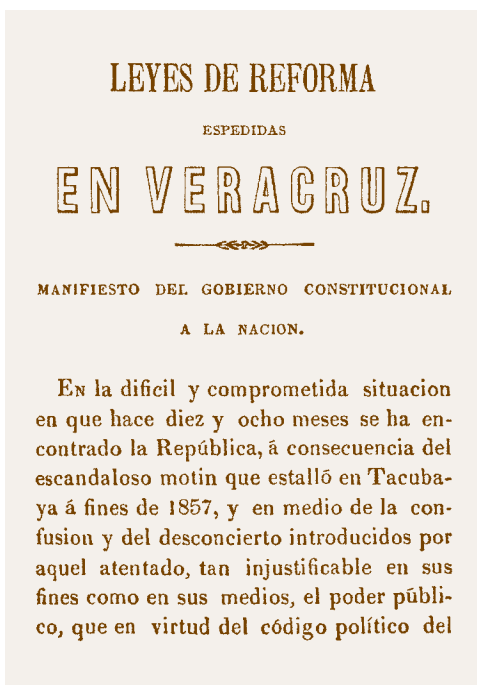 LEYES DE REFORMA
ESPEDIDAS
EN VERACRUZ.
MANIFIESTO DEL GOBIERNO CONSTITUCIONAL
A LA NACION.
EN la dificil y comprometida situacion
en que hace diez y ocho meses se ha en-
contrado la República, á consecuencia del
escandaloso motin que estalló en Tacuba-
ya á fines de 1857, y en medio de la con-
fusion y del desconcierto introducidos por
aquel atentado, tan injustificable en sus
fines como en sus medios, el poder públi-
co, que en virtud del código político del